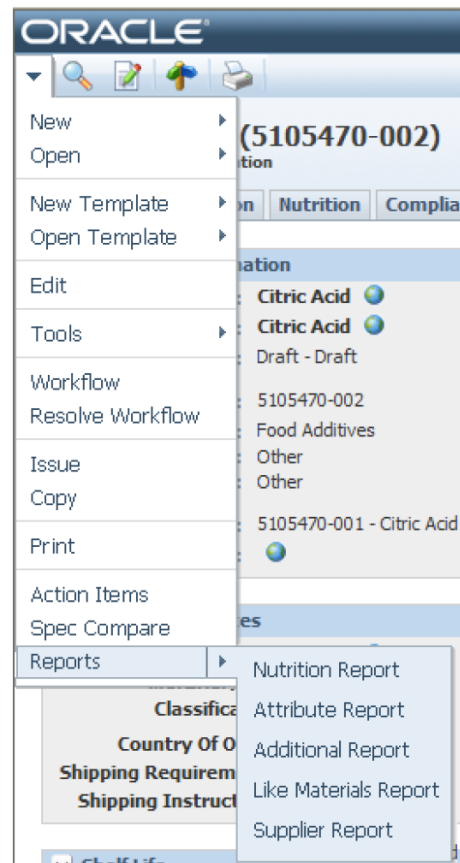 ORACLE
New
Open
(5105470-002)
tion
New Template
Open Template
on Nutrition Complia
ation
Edit
Citric Acid
Tools
Citric Acid
Draft - Draft
Workflow
5105470-002
Resolve Workflow
Food Additives
Other
Issue
Other
Copy
5105470-001 - Citric Acid
Print
Action Items
Spec Compare
es
Reports
Nutrition Report
Attribute Report
Additional Report
Like Materials Report
Supplier Report
Classifica
Country Of O
Shipping Requirem
Shipping Instruct
Shelf Life